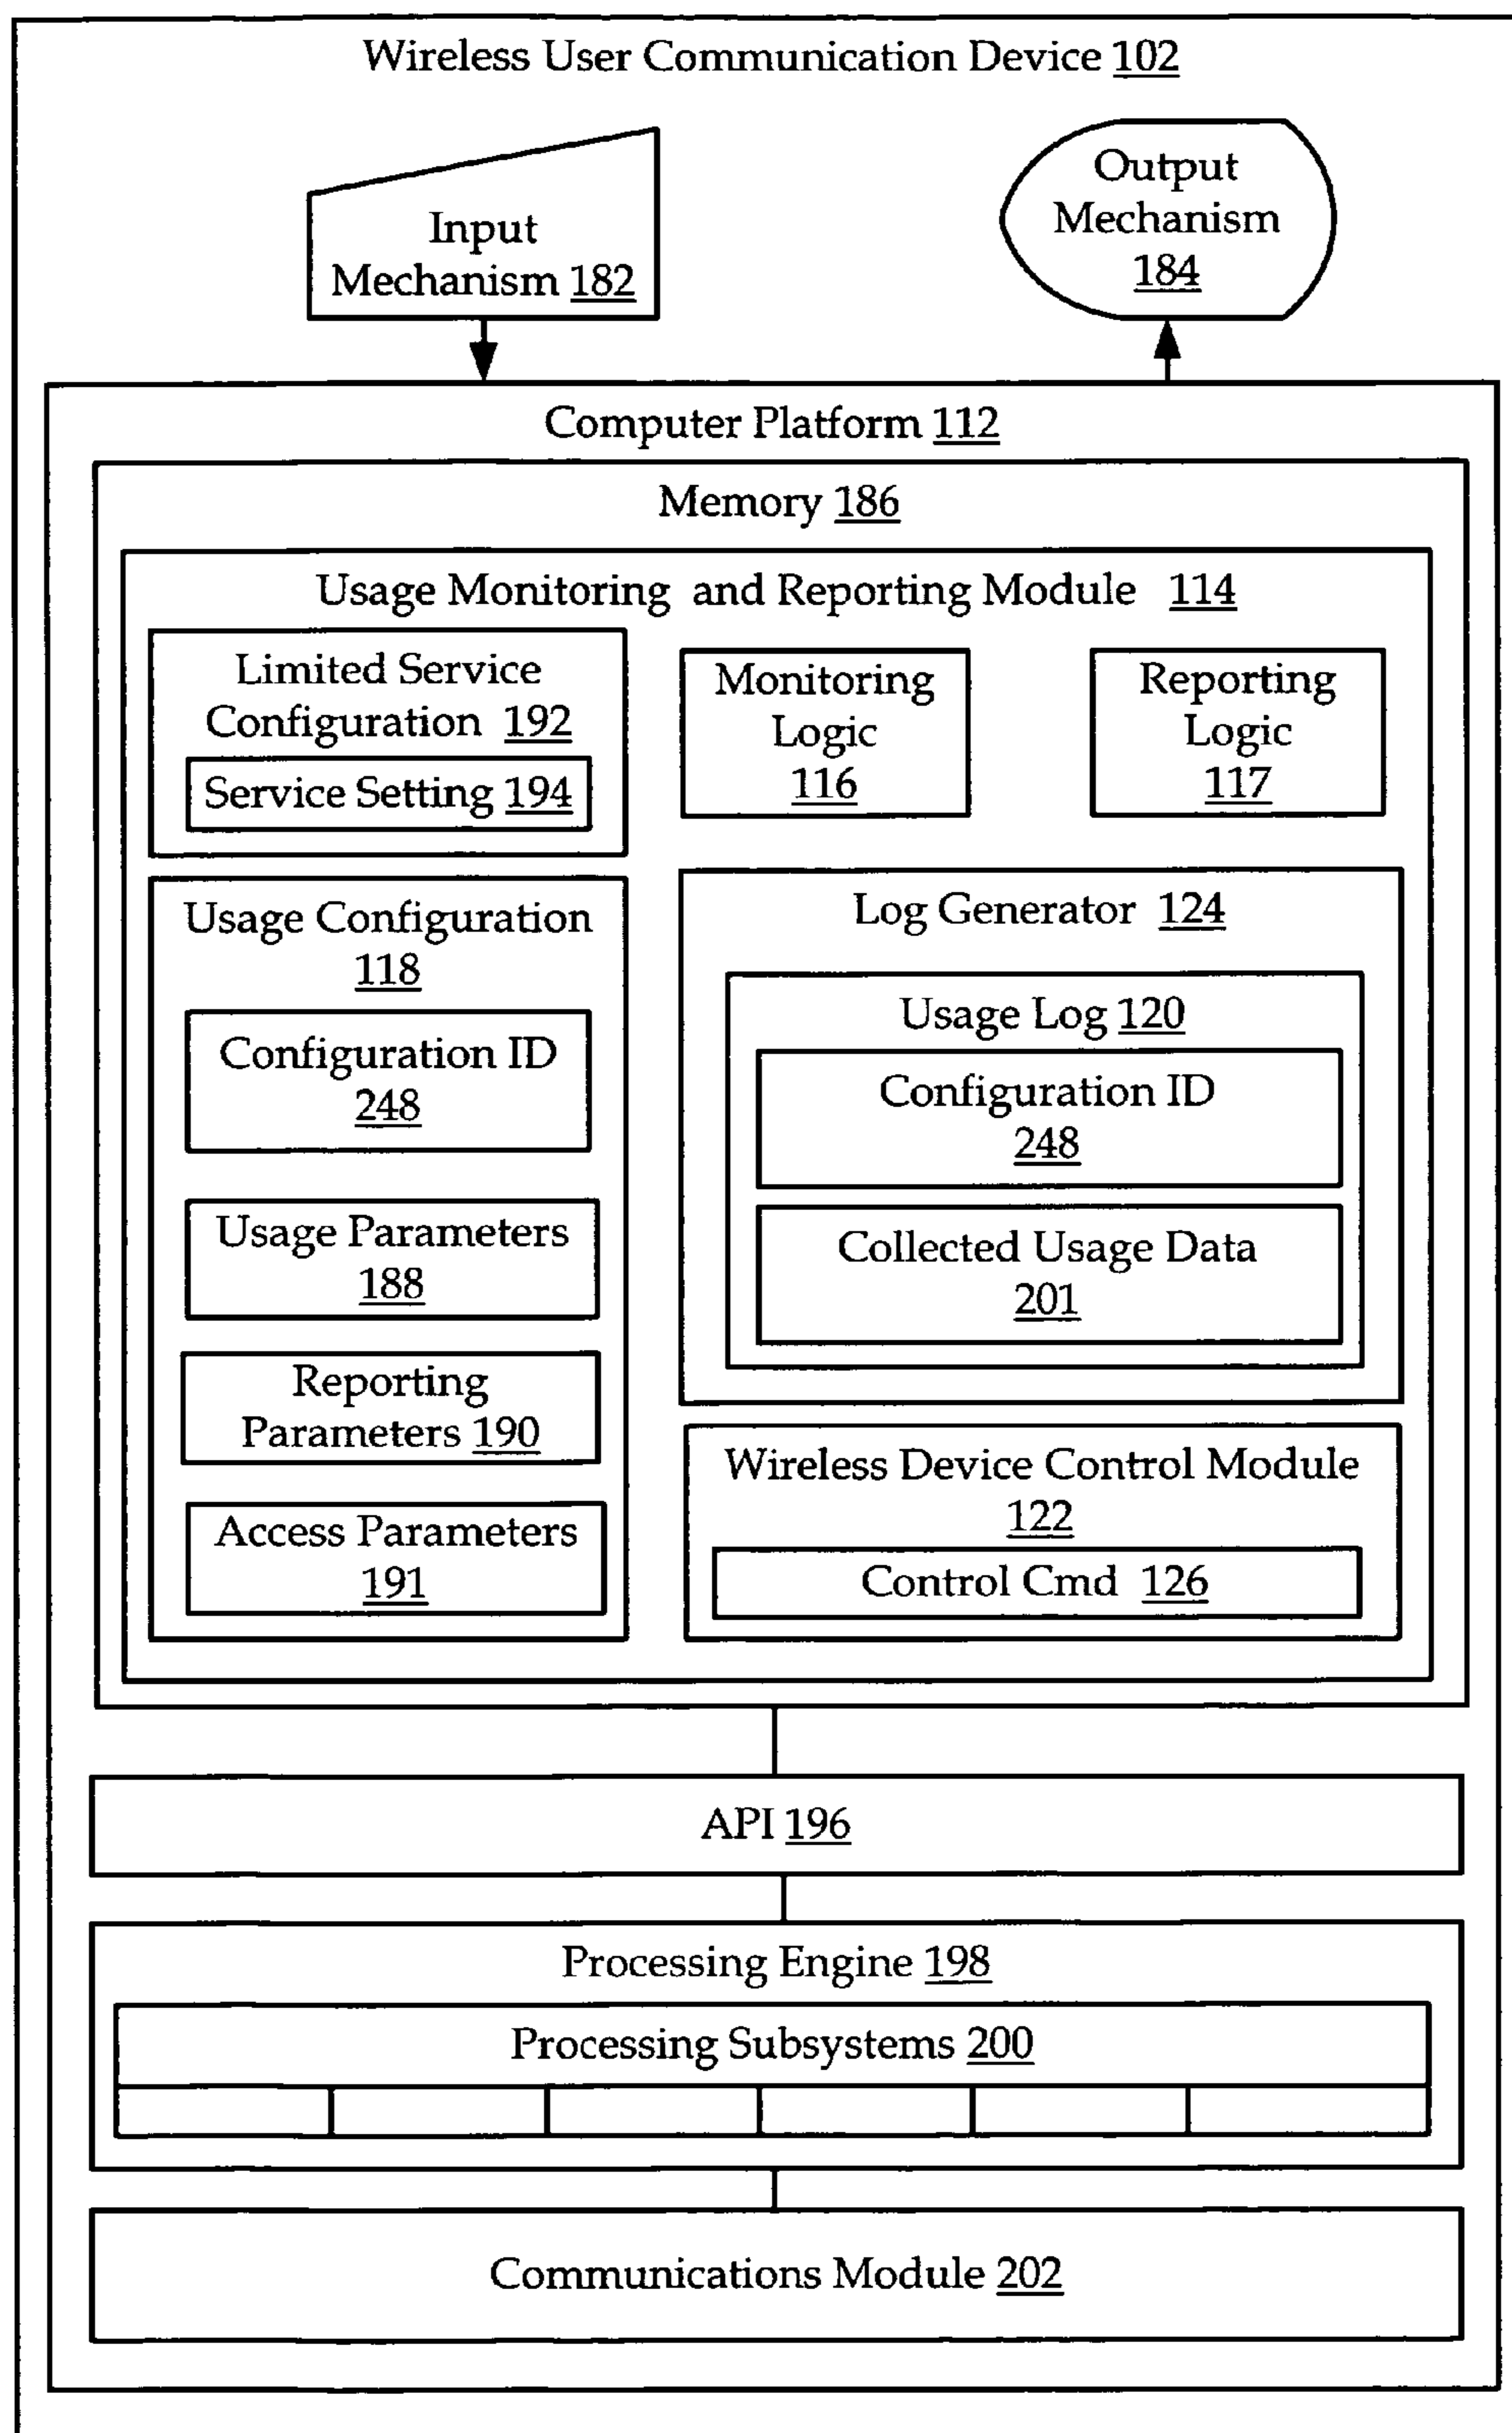 Wireless User Communication Device 102
Input
Mechanism 182
Output
Mechanism
184
Computer Platform 112
Memory 186
Usage Monitoring and Reporting Module 114
Limited Service
Configuration 192
Service Setting 194
Monitoring
Logic
116
Reporting
Logic
117
Usage Configuration
118
Configuration ID
248
Usage Parameters
188
Reporting
Parameters 190
Access Parameters
191
Log Generator 124
Usage Log 120
Configuration ID
248
Collected Usage Data
201
Wireless Device Control Module
122
Control Cmd 126
API 196
Processing Engine 198
Processing Subsystems 200
Communications Module 202